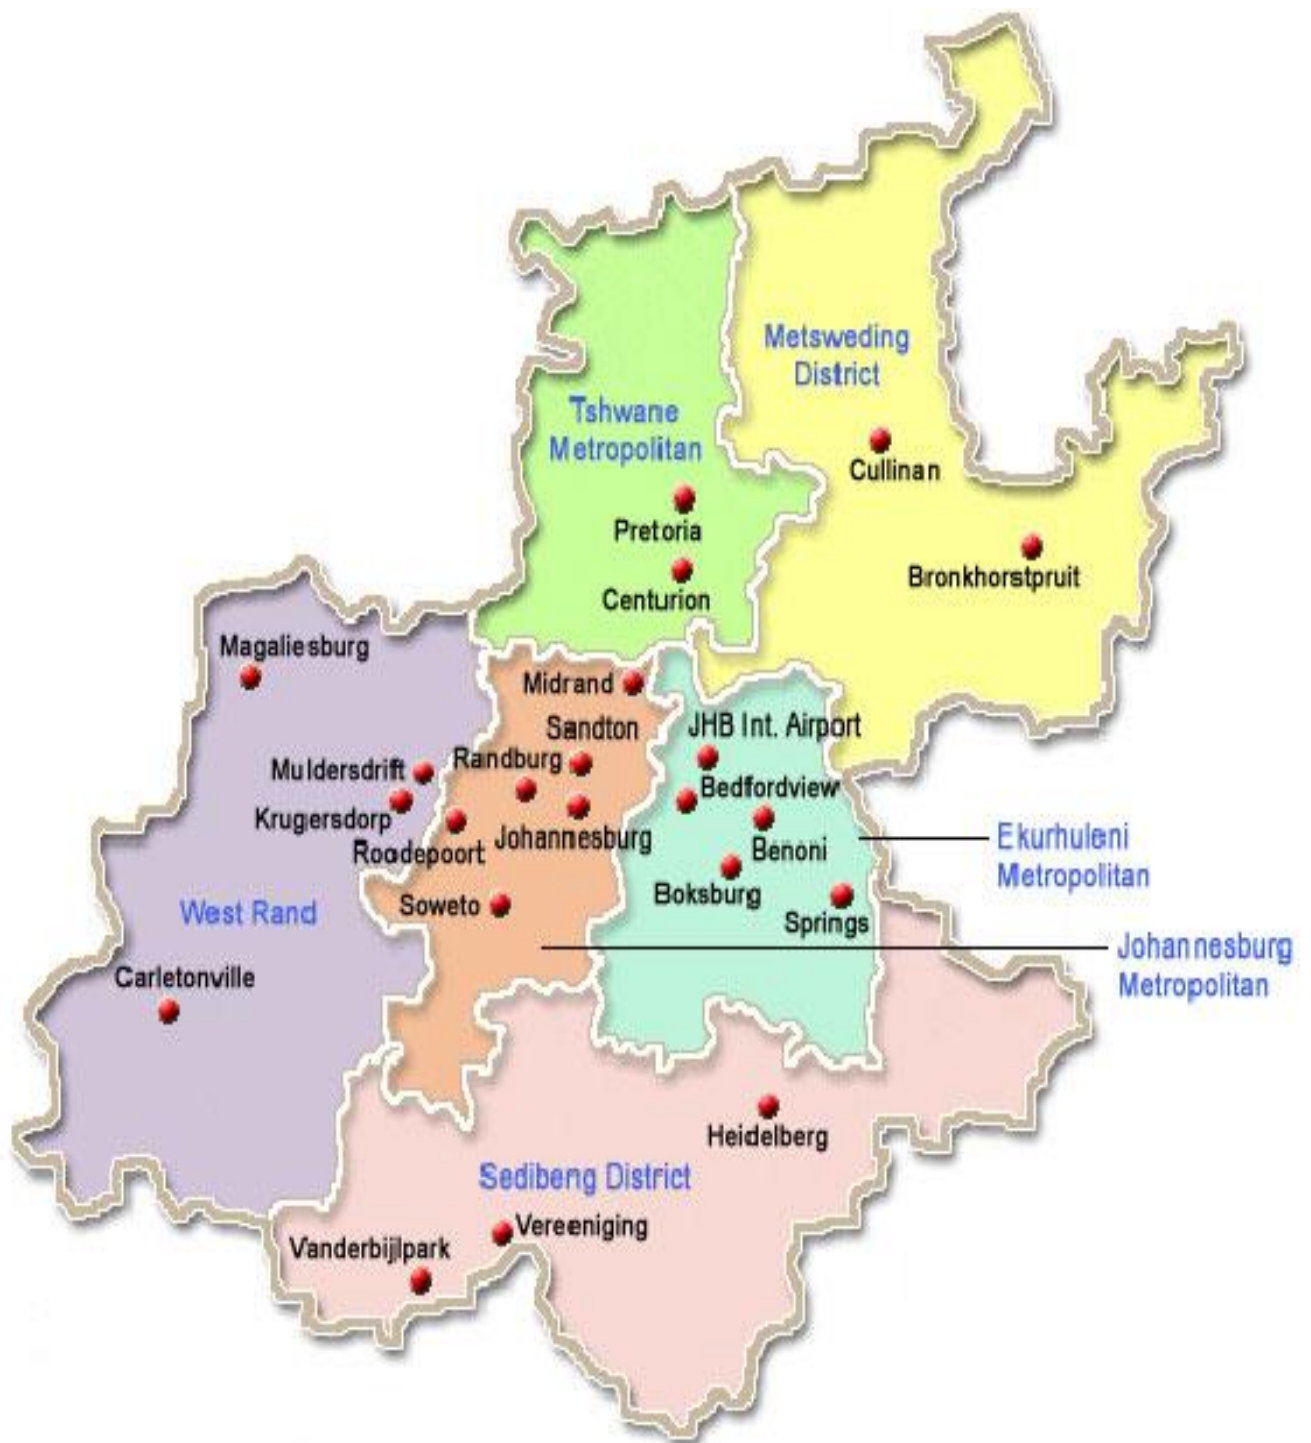 Metsweding
District
Tshwane
Metropolitan
Cullinan
Pretoria
Bronkhorstpruit
Centurion
Magaliesburg
Midrand
Sandton
JHB Int. Airport
Randburg
Muldersdrift
Bedfordview
Krugersdorp
Johannesburg
Roodepoort
Benoni
Ekurhuleni
Metropolitan
Boksburg
Soweto
Springs
West Rand
Johannesburg
Metropolitan
Carletonville
Heidelberg
Sedibeng District
Vereeniging
Vanderbijlpark